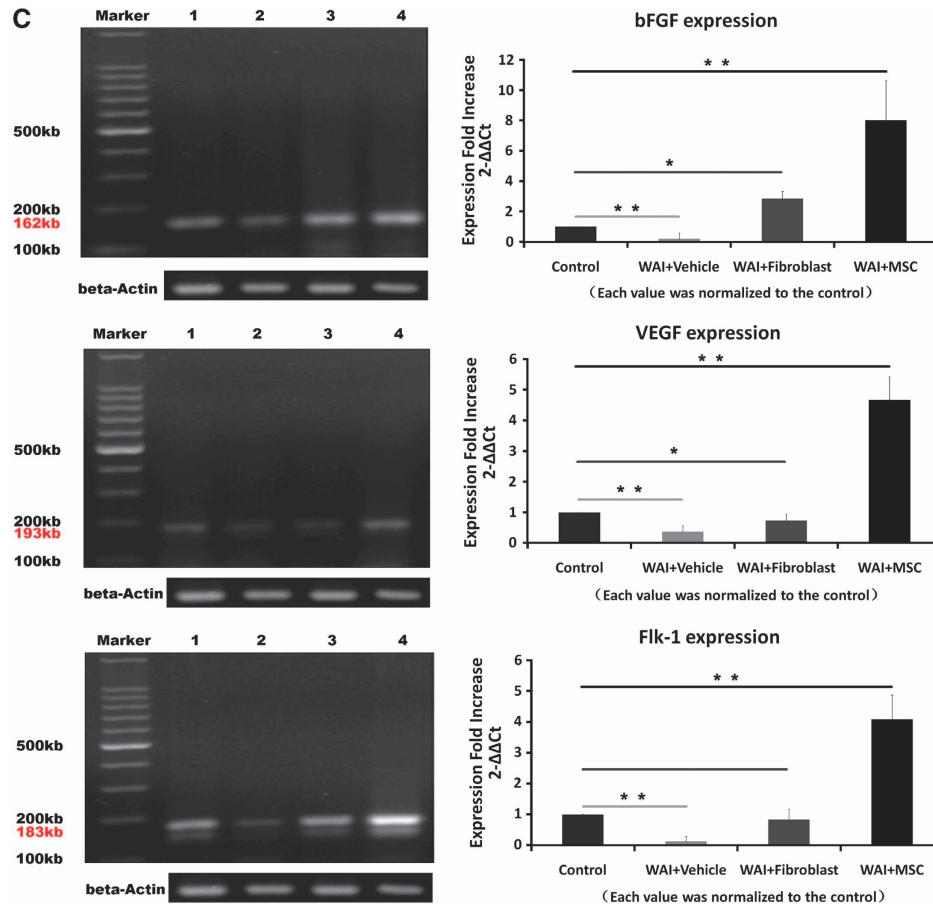 C
Marker 1 2 3 4
500kb
200kb
162kb
100kb
beta-Actin
bFGF expression
Expression Fold Increase
2-ΔΔCt
12
10
8
6
4
2
0
* *
*
* *
Control WAI+Vehicle WAI+Fibroblast WAI+MSC
（Each value was normalized to the control）
Marker 1 2 3 4
500kb
200kb
193kb
100kb
beta-Actin
VEGF expression
Expression Fold Increase
2-ΔΔCt
6
5
4
3
2
1
0
* *
*
* *
Control WAI+Vehicle WAI+Fibroblast WAI+MSC
（Each value was normalized to the control）
Marker 1 2 3 4
500kb
200kb
183kb
100kb
beta-Actin
Flk-1 expression
Expression Fold Increase
2-ΔΔCt
6
5
4
3
2
1
0
* *
* *
Control WAI+Vehicle WAI+Fibroblast WAI+MSC
（Each value was normalized to the control）